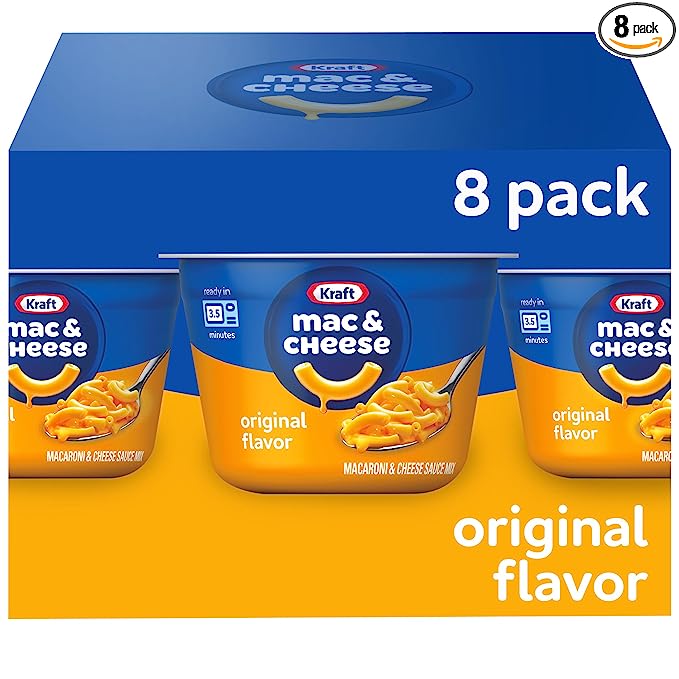 8
pack
Kraft
mac &
cheese
8 pack
ready in
3.5
minutes
Kraft
mac &
cheese
original
flavor
MACARONI & CHEESE SAUCE MIX
Kraft
mac &
cheese
MACARONI & CHEESE SAUCE MIX
ready in
3.5
minutes
Kraft
mac &
cheese
original
flavor
original
flavor